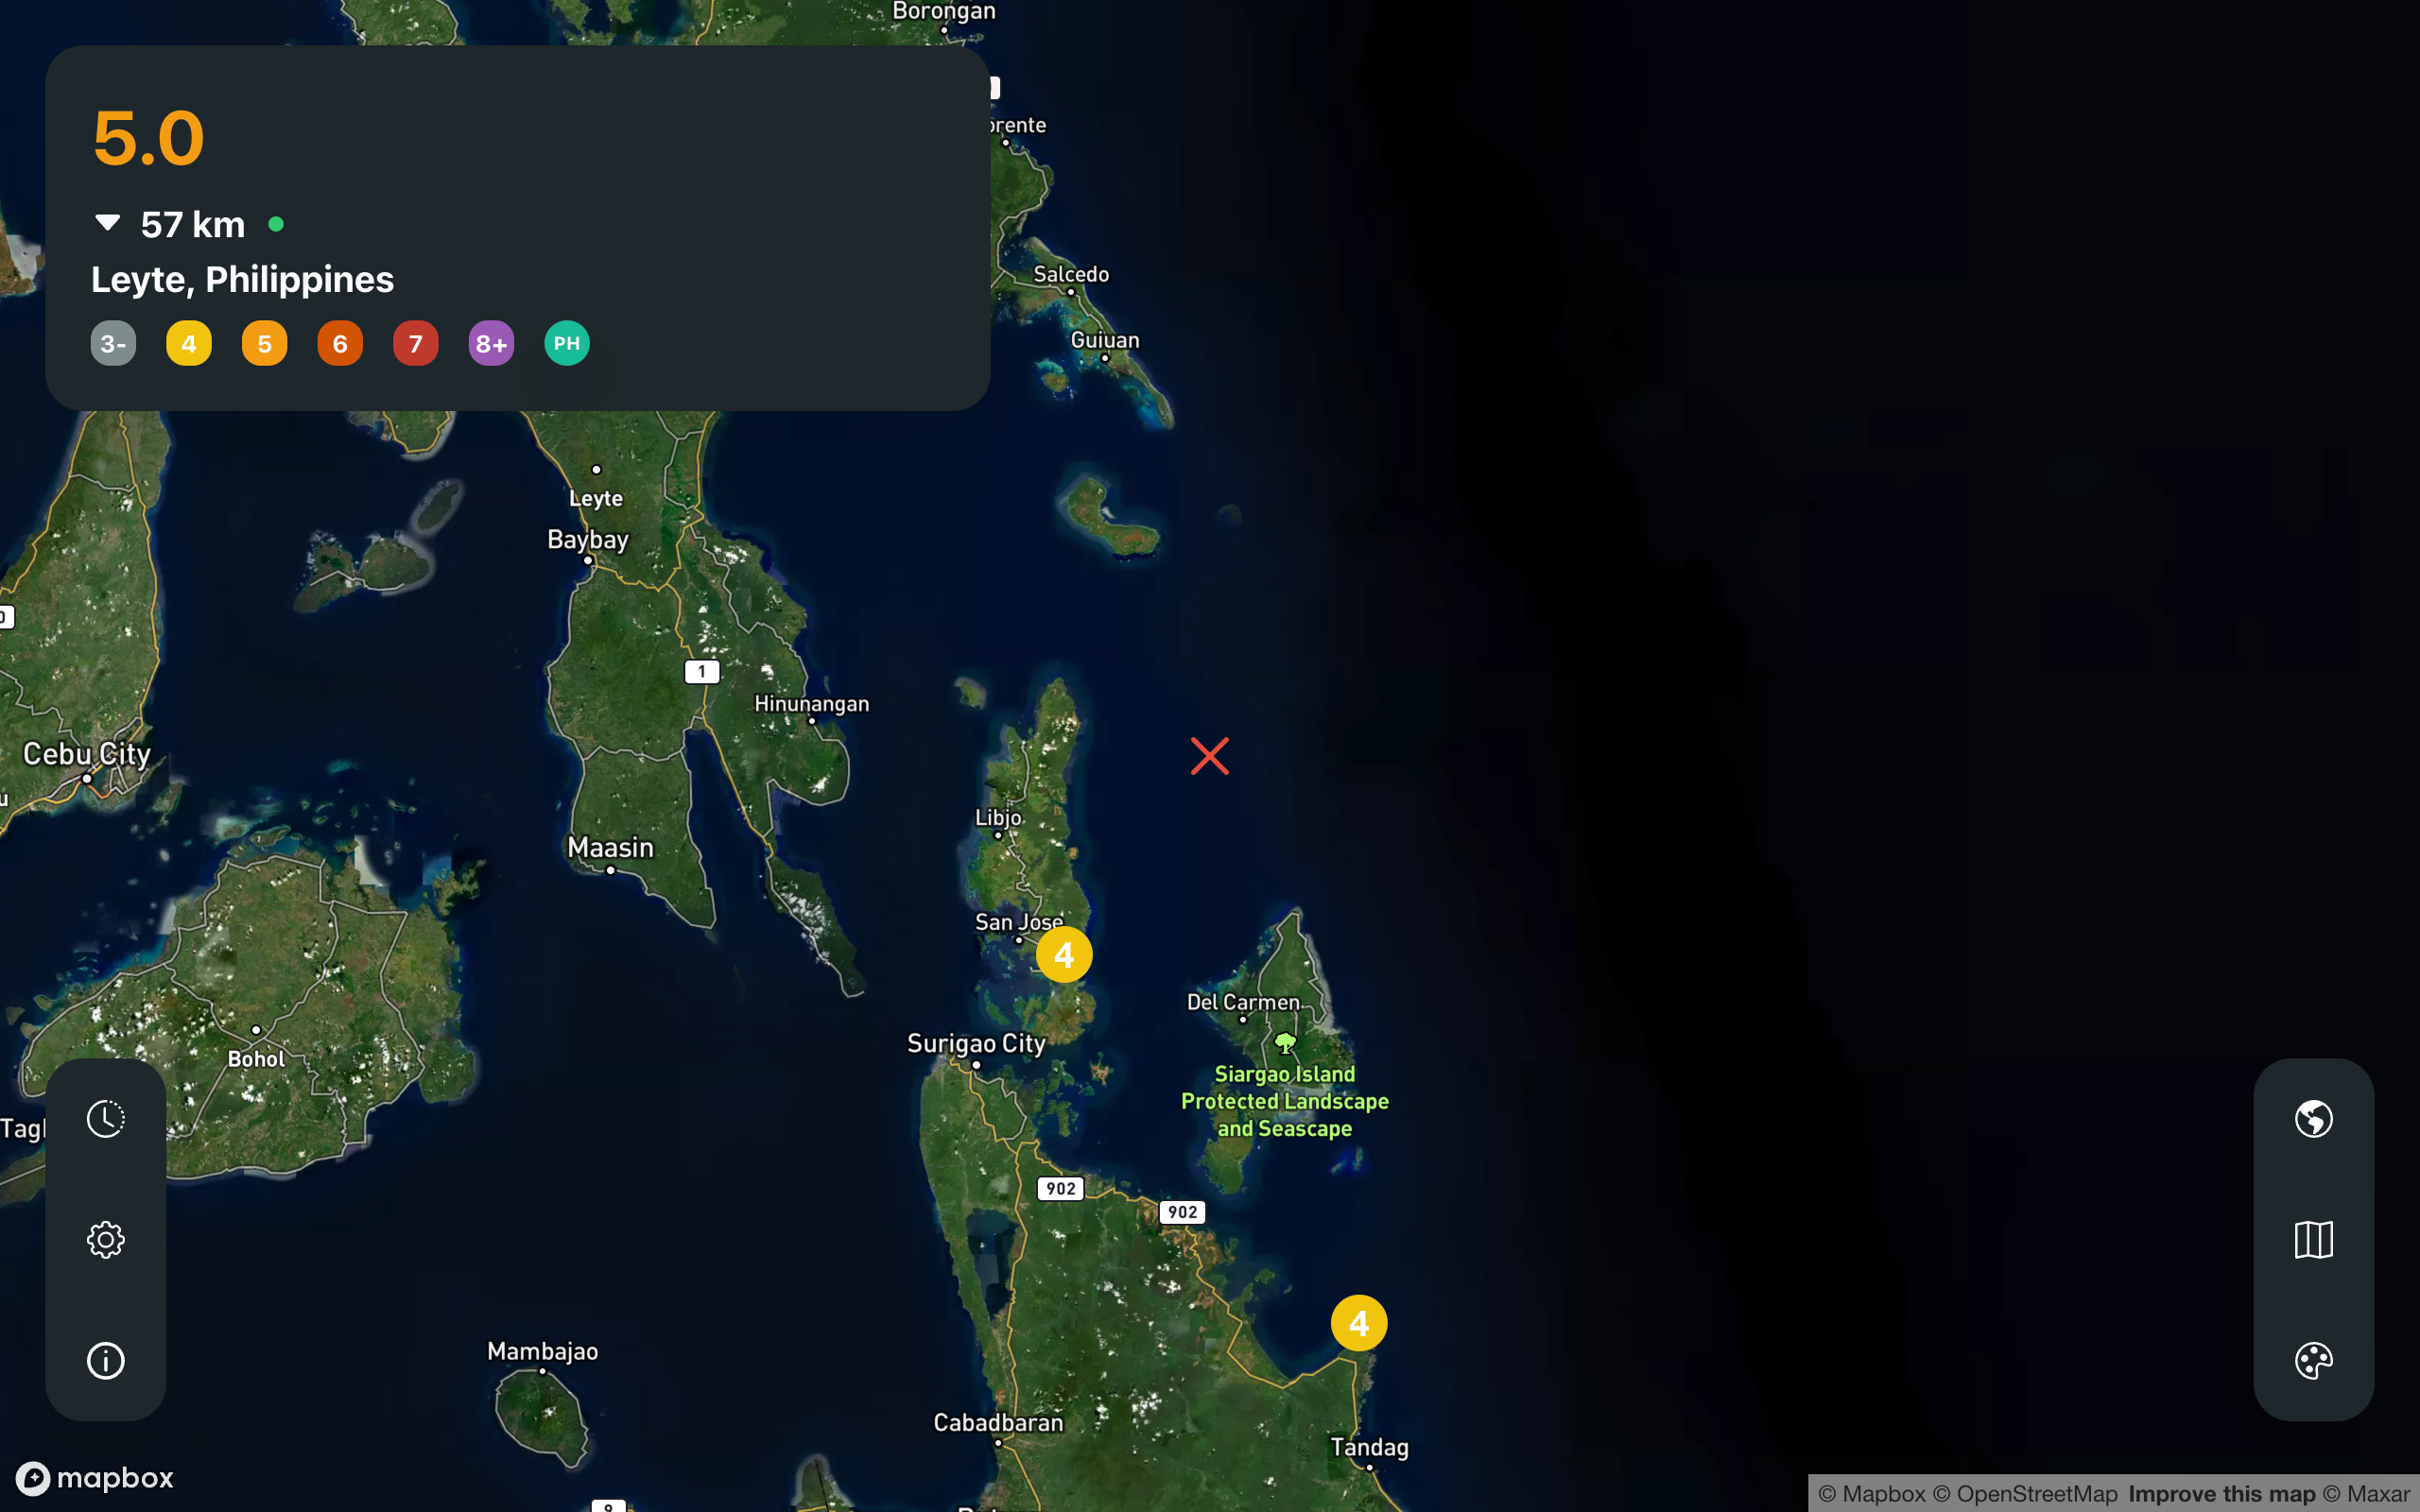 Borongan
5.0
57 km
Leyte, Philippines
3-
4
5
6
7
8+
PH
Salcedo
Guiuan
Leyte
Baybay
1
Hinunangan
Cebu City
Libjo
Maasin
San Jose
4
Del Carmen
Surigao City
Bohol
Siargao Island
Protected Landscape
and Seascape
902
902
4
Mambajao
Cabadbaran
Tandag
mapbox
© Mapbox © OpenStreetMap Improve this map © Maxar